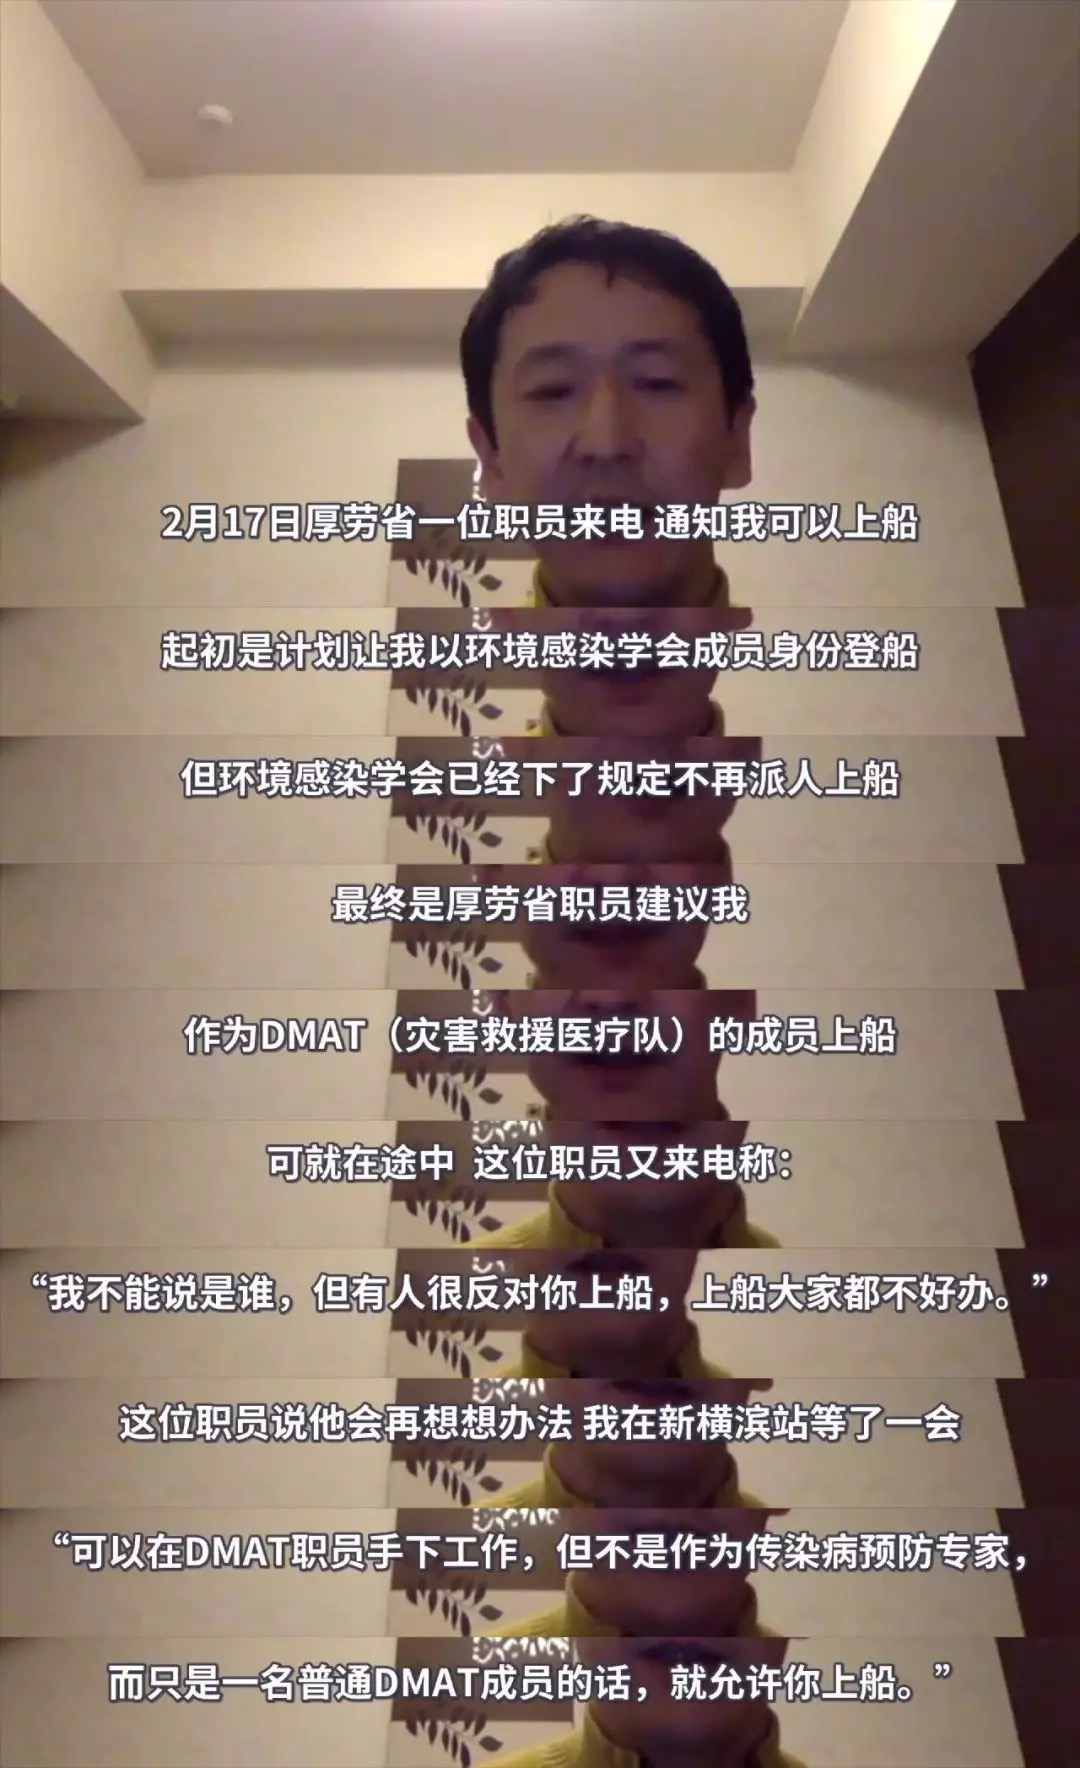 2月17日厚劳省一位职员来电 通知我可以上船
起初是计划让我以环境感染学会成员身份登船
但环境感染学会已经下了规定不再派人上船
最终是厚劳省职员建议我
作为DMAT（灾害救援医疗队）的成员上船
可就在途中 这位职员又来电称：
“我不能说是谁，但有人很反对你上船，上船大家都不好办。”
这位职员说他会再想想办法 我在新横滨站等了一会
“可以在DMAT职员手下工作，但不是作为传染病预防专家，
而只是一名普通DMAT成员的话，就允许你上船。”